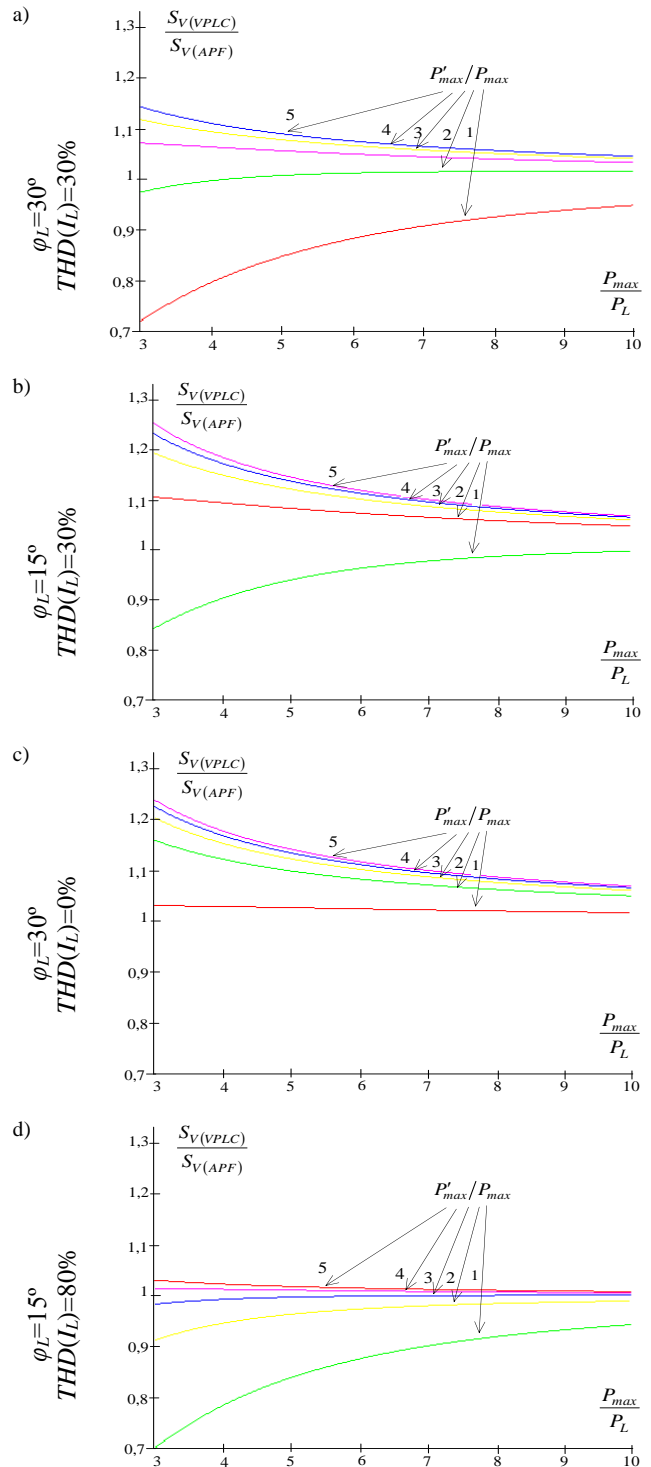 a)
S_V(VPLC)
S_V(APF)
1,3
1,2
1,1
1
0,9
0,8
0,7
P'max/Pmax
5
4
3
2
1
φL=30º
THD(IL)=30%
Pmax
PL
3 4 5 6 7 8 9 10
b)
S_V(VPLC)
S_V(APF)
1,3
1,2
1,1
1
0,9
0,8
0,7
P'max/Pmax
5
4
3
2
1
φL=15º
THD(IL)=30%
Pmax
PL
3 4 5 6 7 8 9 10
c)
S_V(VPLC)
S_V(APF)
1,3
1,2
1,1
1
0,9
0,8
0,7
P'max/Pmax
5
4
3
2
1
φL=30º
THD(IL)=0%
Pmax
PL
3 4 5 6 7 8 9 10
d)
S_V(VPLC)
S_V(APF)
1,3
1,2
1,1
1
0,9
0,8
0,7
P'max/Pmax
5
4
3
2
1
φL=15º
THD(IL)=80%
Pmax
PL
3 4 5 6 7 8 9 10